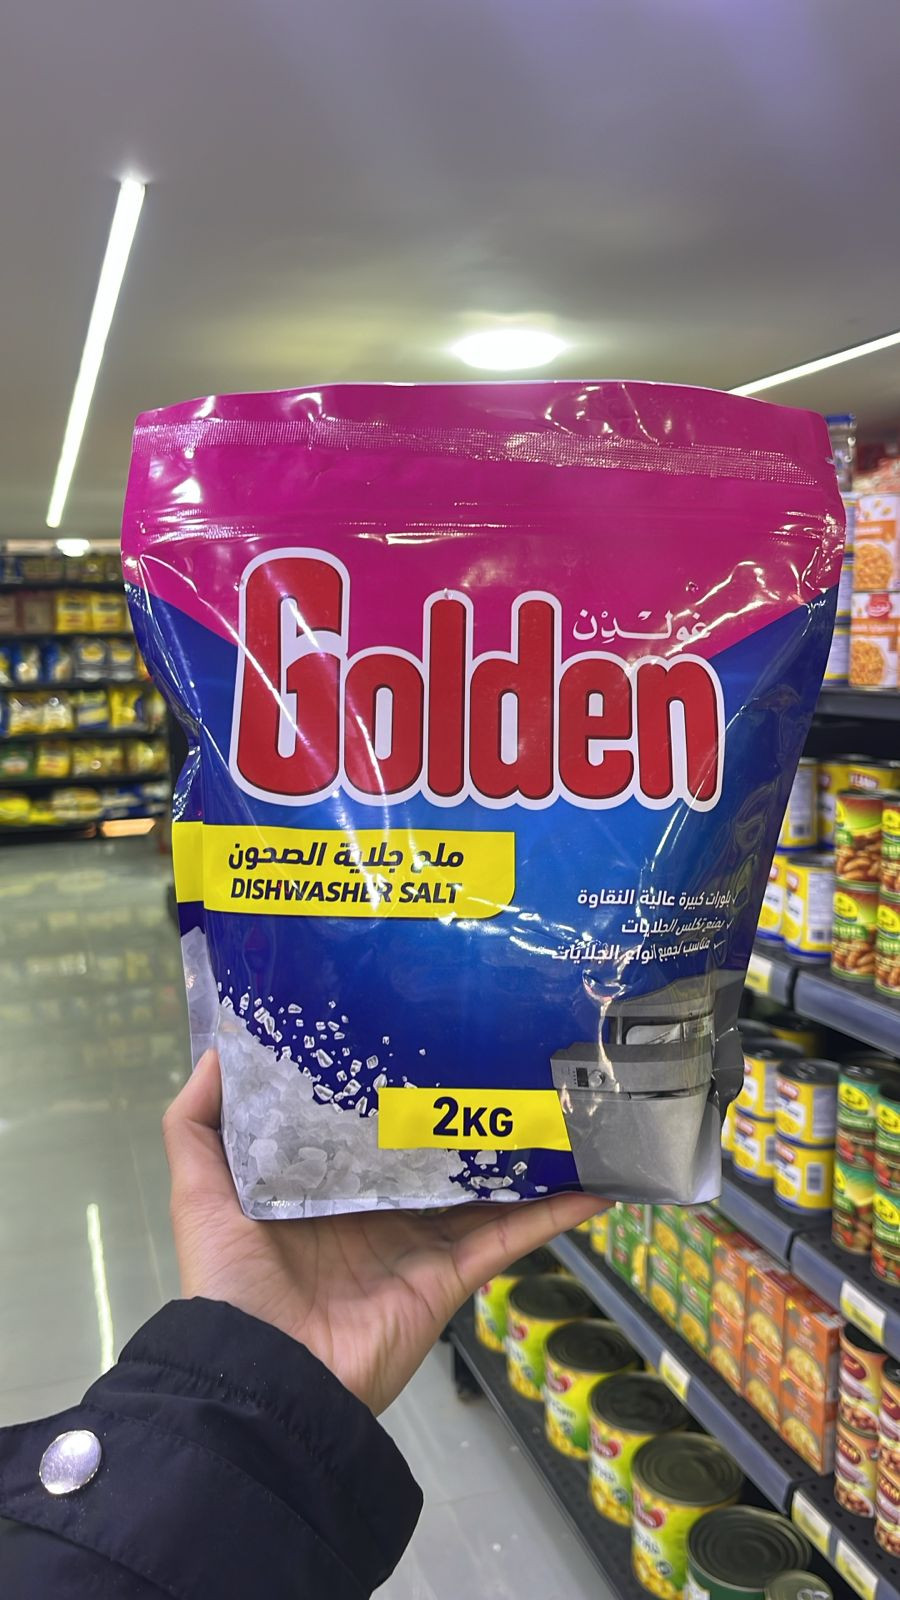 غولدن
Golden
ملح جلاية الصحون
DISHWASHER SALT
بلورات كبيرة عالية النقاوة
يمنع تكلس الجلايات
مناسب لجميع أنواع الجلايات
2KG